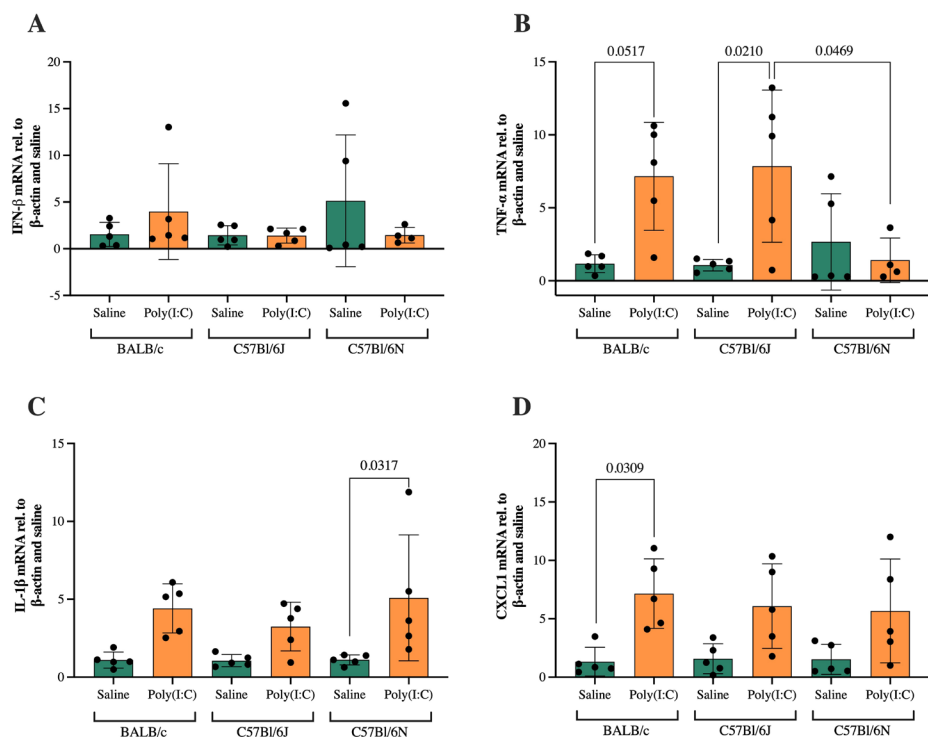 A
IFN-β mRNA rel. to
β-actin and saline
20
15
10
5
0
-5
Saline Poly(I:C) Saline Poly(I:C) Saline Poly(I:C)
BALB/c C57Bl/6J C57Bl/6N
B
TNF-α mRNA rel. to
β-actin and saline
15
10
5
0
0.0517 0.0210 0.0469
Saline Poly(I:C) Saline Poly(I:C) Saline Poly(I:C)
BALB/c C57Bl/6J C57Bl/6N
C
IL-1β mRNA rel. to
β-actin and saline
15
10
5
0
0.0317
Saline Poly(I:C) Saline Poly(I:C) Saline Poly(I:C)
BALB/c C57Bl/6J C57Bl/6N
D
CXCL1 mRNA rel. to
β-actin and saline
20
15
10
5
0
0.0309
Saline Poly(I:C) Saline Poly(I:C) Saline Poly(I:C)
BALB/c C57Bl/6J C57Bl/6N